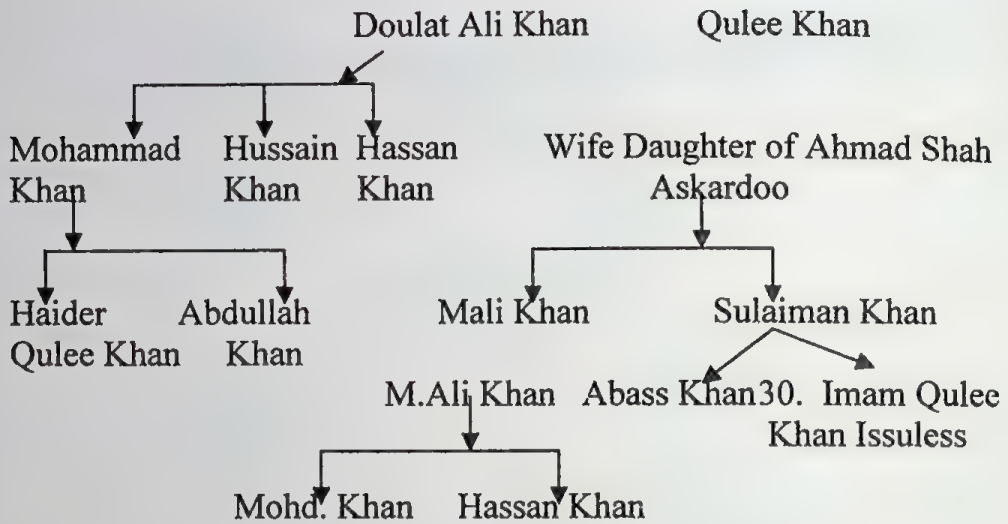 Doulat Ali Khan Qulee Khan
Mohammad Hussain Hassan Wife Daughter of Ahmad Shah
Khan Khan Khan Askardoo
Haider Abdullah Mali Khan Sulaiman Khan
Qulee Khan Khan
M.Ali Khan Abass Khan30. Imam Qulee
Khan Issuless
Mohd. Khan Hassan Khan